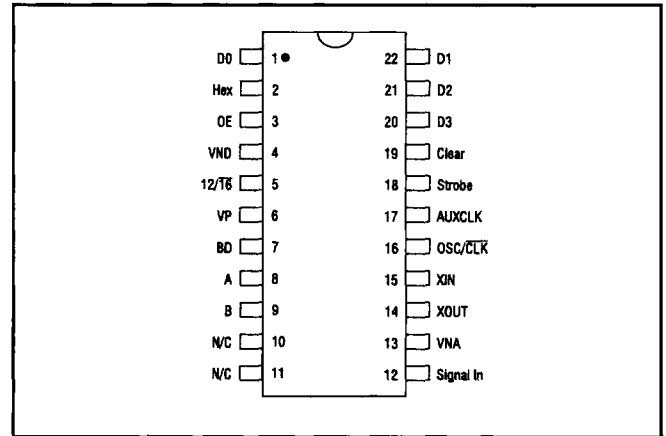 D0 1 22 D1
Hex 2 21 D2
OE 3 20 D3
VND 4 19 Clear
12/1̅6̅ 5 18 Strobe
VP 6 17 AUXCLK
BD 7 16 OSC/C̅L̅K̅
A 8 15 XIN
B 9 14 XOUT
N/C 10 13 VNA
N/C 11 12 Signal In